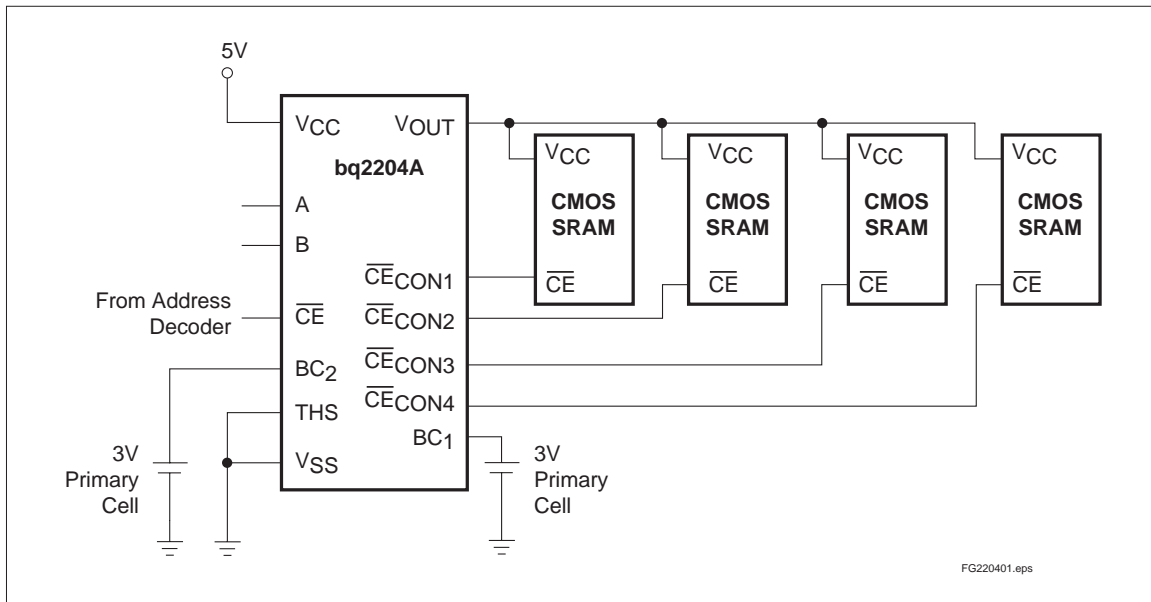 5V
VCC
VOUT
bq2204A
A
B
From Address
Decoder
CE
BC2
THS
VSS
3V
Primary
Cell
CECON1
CECON2
CECON3
CECON4
BC1
3V
Primary
Cell
VCC
CMOS
SRAM
CE
VCC
CMOS
SRAM
CE
VCC
CMOS
SRAM
CE
VCC
CMOS
SRAM
CE
FG220401.eps